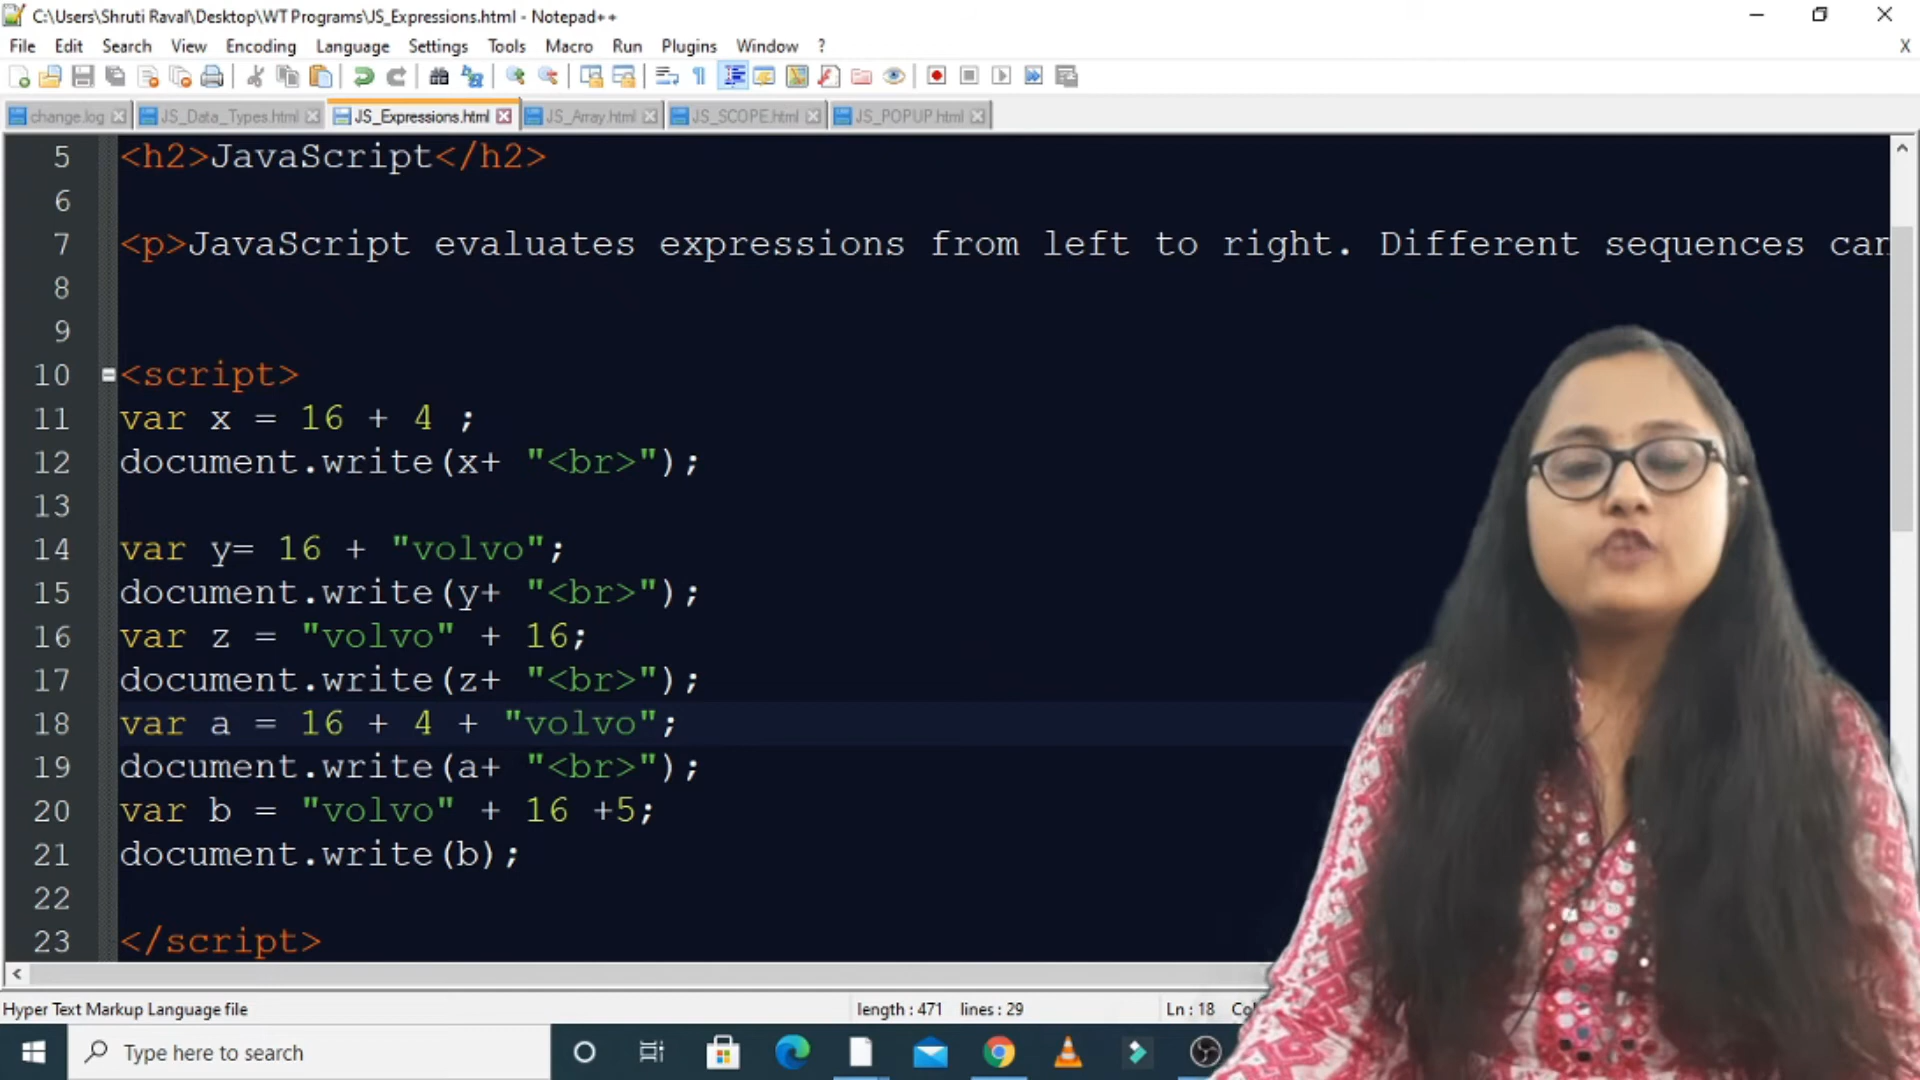 C:\Users\Shruti Raval\Desktop\WT Programs\JS_Expressions.html - Notepad++
File Edit Search View Encoding Language Settings Tools Macro Run Plugins Window ? X
change.log JS_Data_Types.html JS_Expressions.html JS_Array.html JS_SCOPE.html JS_POPUP.html
5 <h2>JavaScript</h2>
6
7 <p>JavaScript evaluates expressions from left to right. Different sequences can
8
9
10 <script>
11 var x = 16 + 4 ;
12 document.write(x+ "<br>");
13
14 var y= 16 + "volvo";
15 document.write(y+ "<br>");
16 var z = "volvo" + 16;
17 document.write(z+ "<br>");
18 var a = 16 + 4 + "volvo";
19 document.write(a+ "<br>");
20 var b = "volvo" + 16 +5;
21 document.write(b);
22
23 </script>
Hyper Text Markup Language file length : 471 lines : 29 Ln : 18
Type here to search